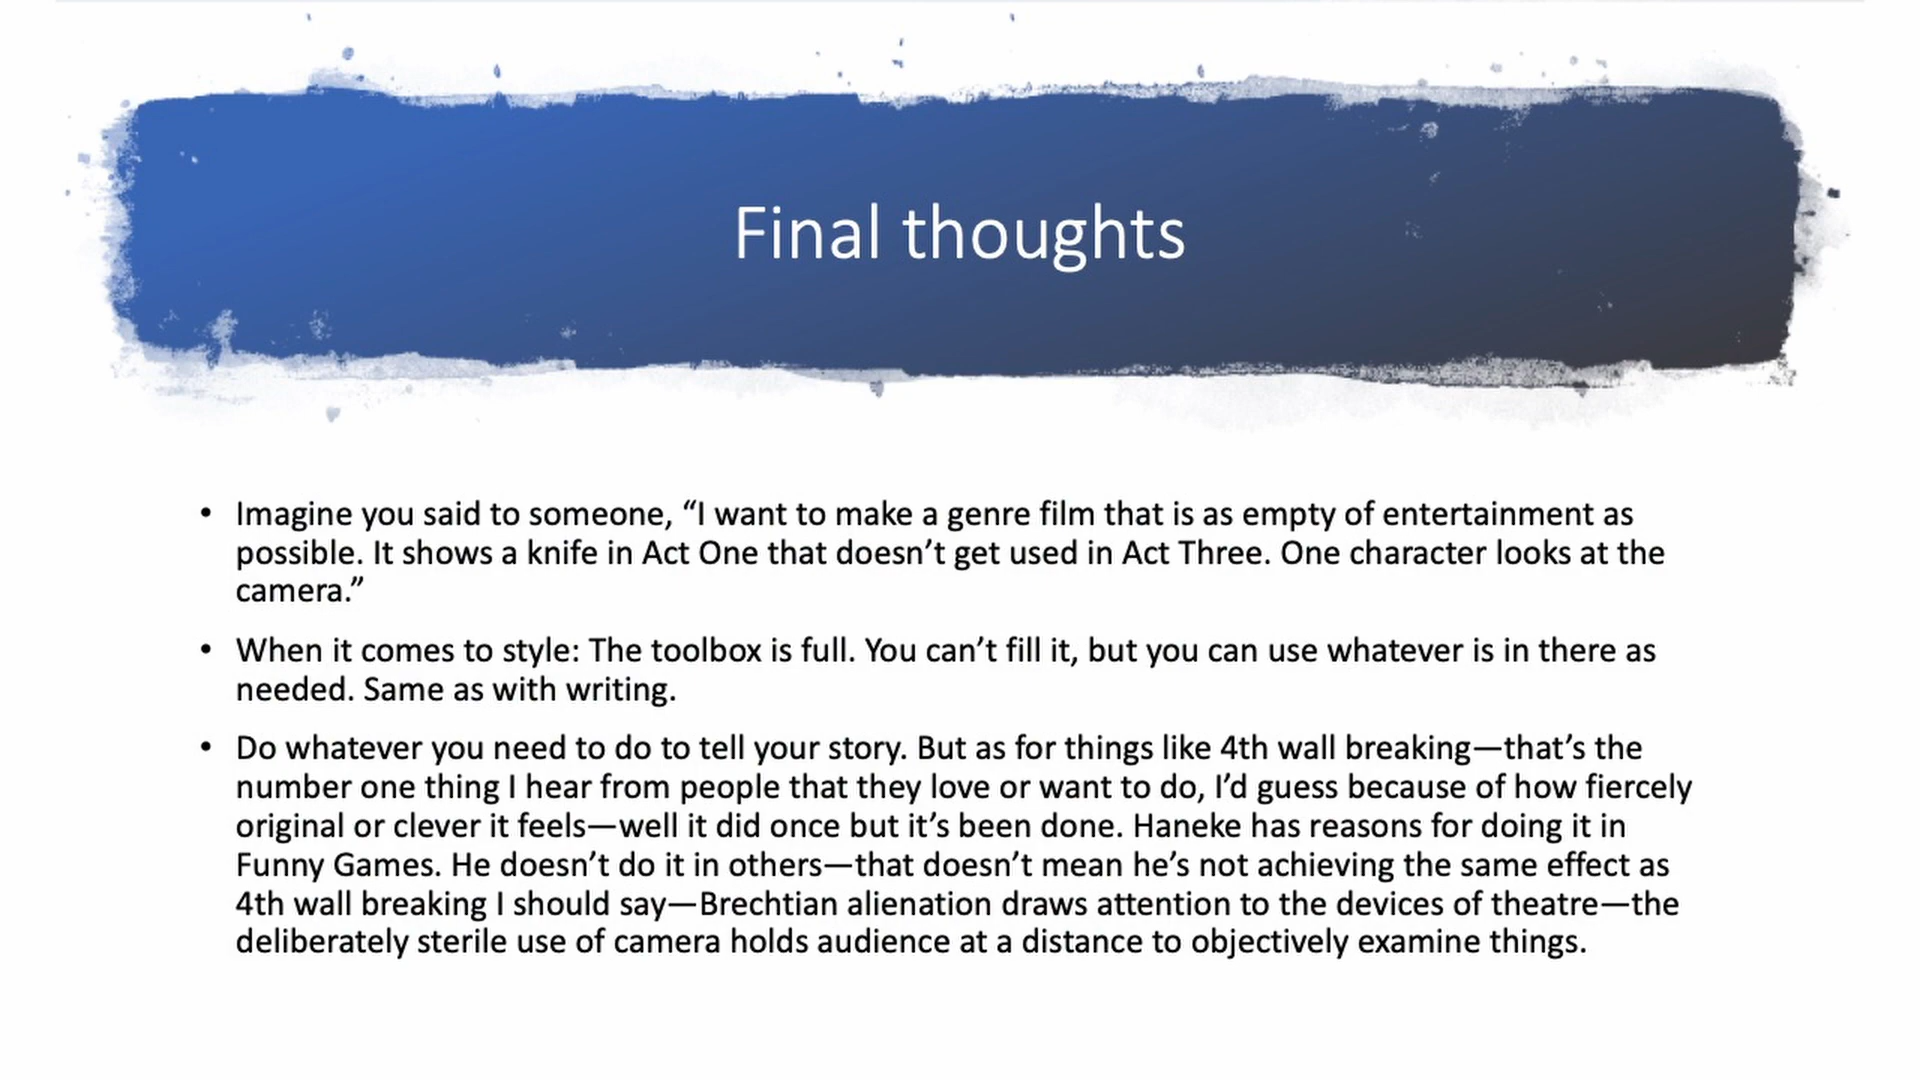 Final thoughts
• Imagine you said to someone, “I want to make a genre film that is as empty of entertainment as
possible. It shows a knife in Act One that doesn’t get used in Act Three. One character looks at the
camera.”
• When it comes to style: The toolbox is full. You can’t fill it, but you can use whatever is in there as
needed. Same as with writing.
• Do whatever you need to do to tell your story. But as for things like 4th wall breaking—that’s the
number one thing I hear from people that they love or want to do, I’d guess because of how fiercely
original or clever it feels—well it did once but it’s been done. Haneke has reasons for doing it in
Funny Games. He doesn’t do it in others—that doesn’t mean he’s not achieving the same effect as
4th wall breaking I should say—Brechtian alienation draws attention to the devices of theatre—the
deliberately sterile use of camera holds audience at a distance to objectively examine things.